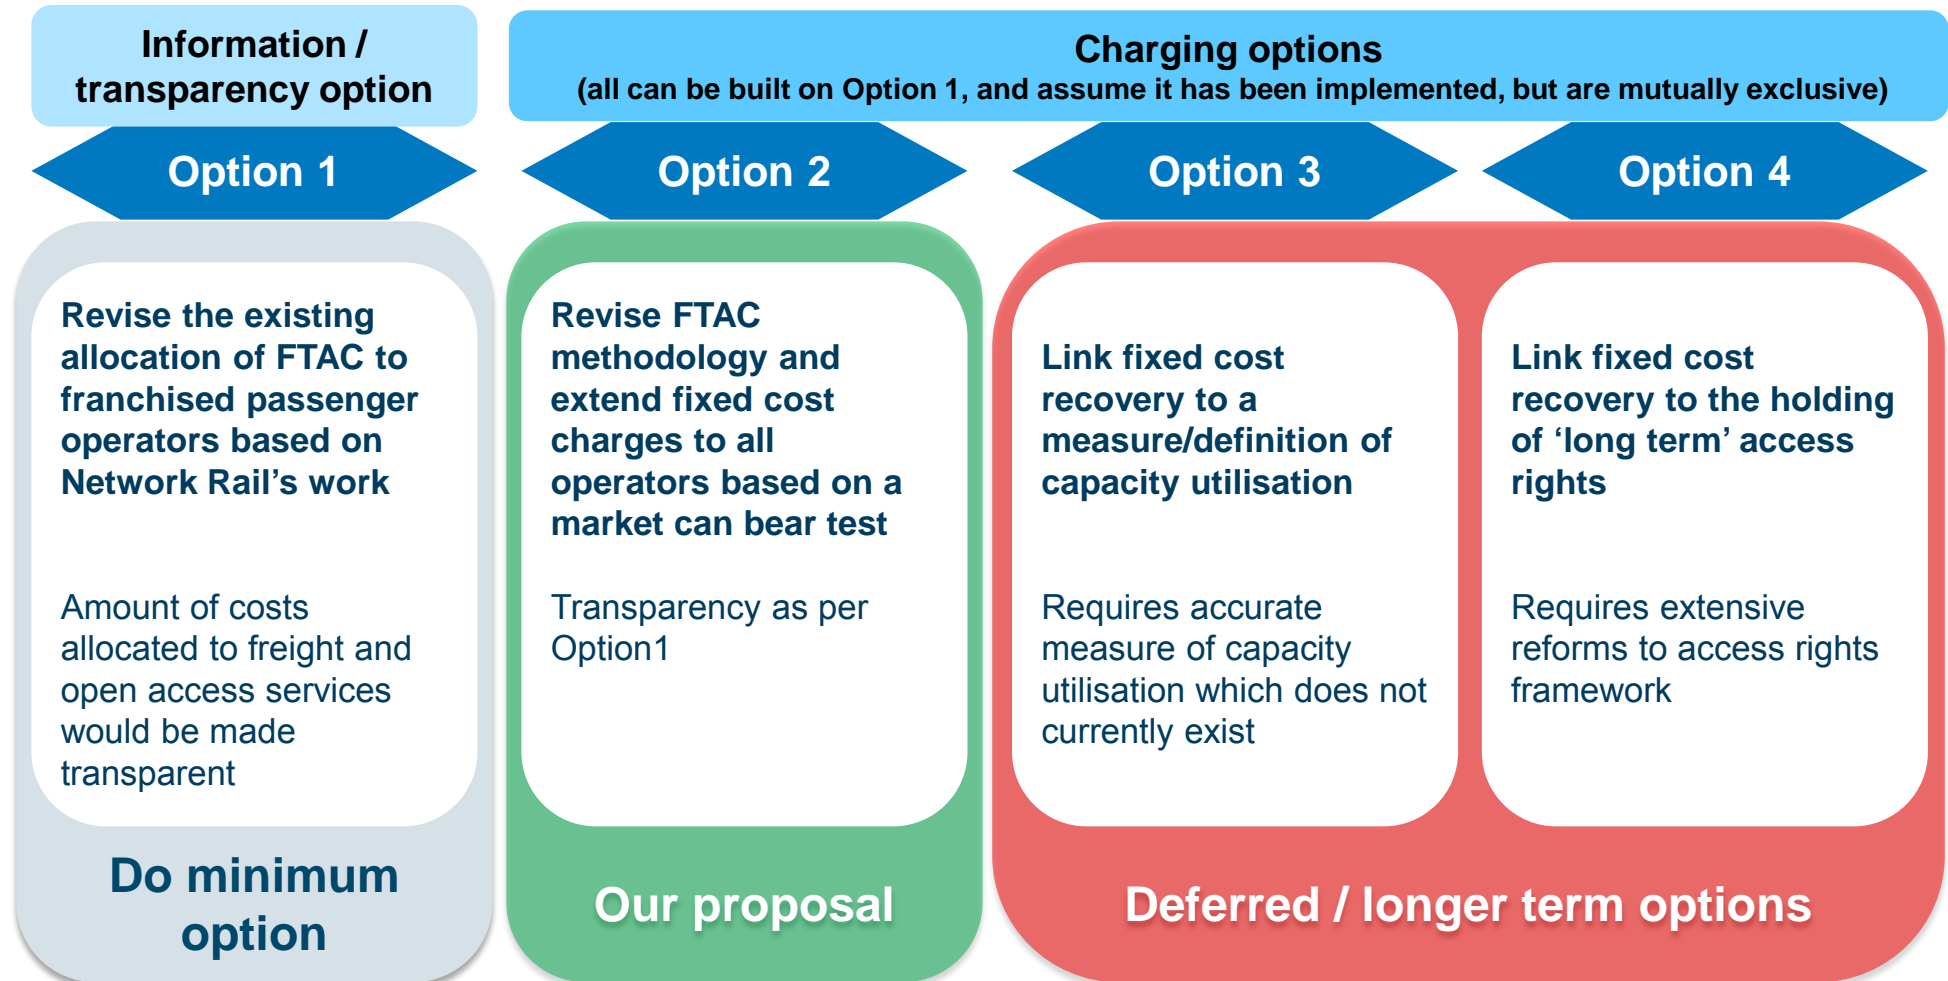 Information /
transparency option
Charging options
(all can be built on Option 1, and assume it has been implemented, but are mutually exclusive)
Option 1
Revise the existing
allocation of FTAC to
franchised passenger
operators based on
Network Rail's work
Amount of costs
allocated to freight and
open access services
would be made
transparent
Do minimum
option
Option 2
Revise FTAC
methodology and
extend fixed cost
charges to all
operators based on a
market can bear test
Transparency as per
Option1
Our proposal
Option 3
Link fixed cost
recovery to a
measure/definition of
capacity utilisation
Requires accurate
measure of capacity
utilisation which does not
currently exist
Option 4
Link fixed cost
recovery to the holding
of ‘long term’ access
rights
Requires extensive
reforms to access rights
framework
Deferred / longer term options